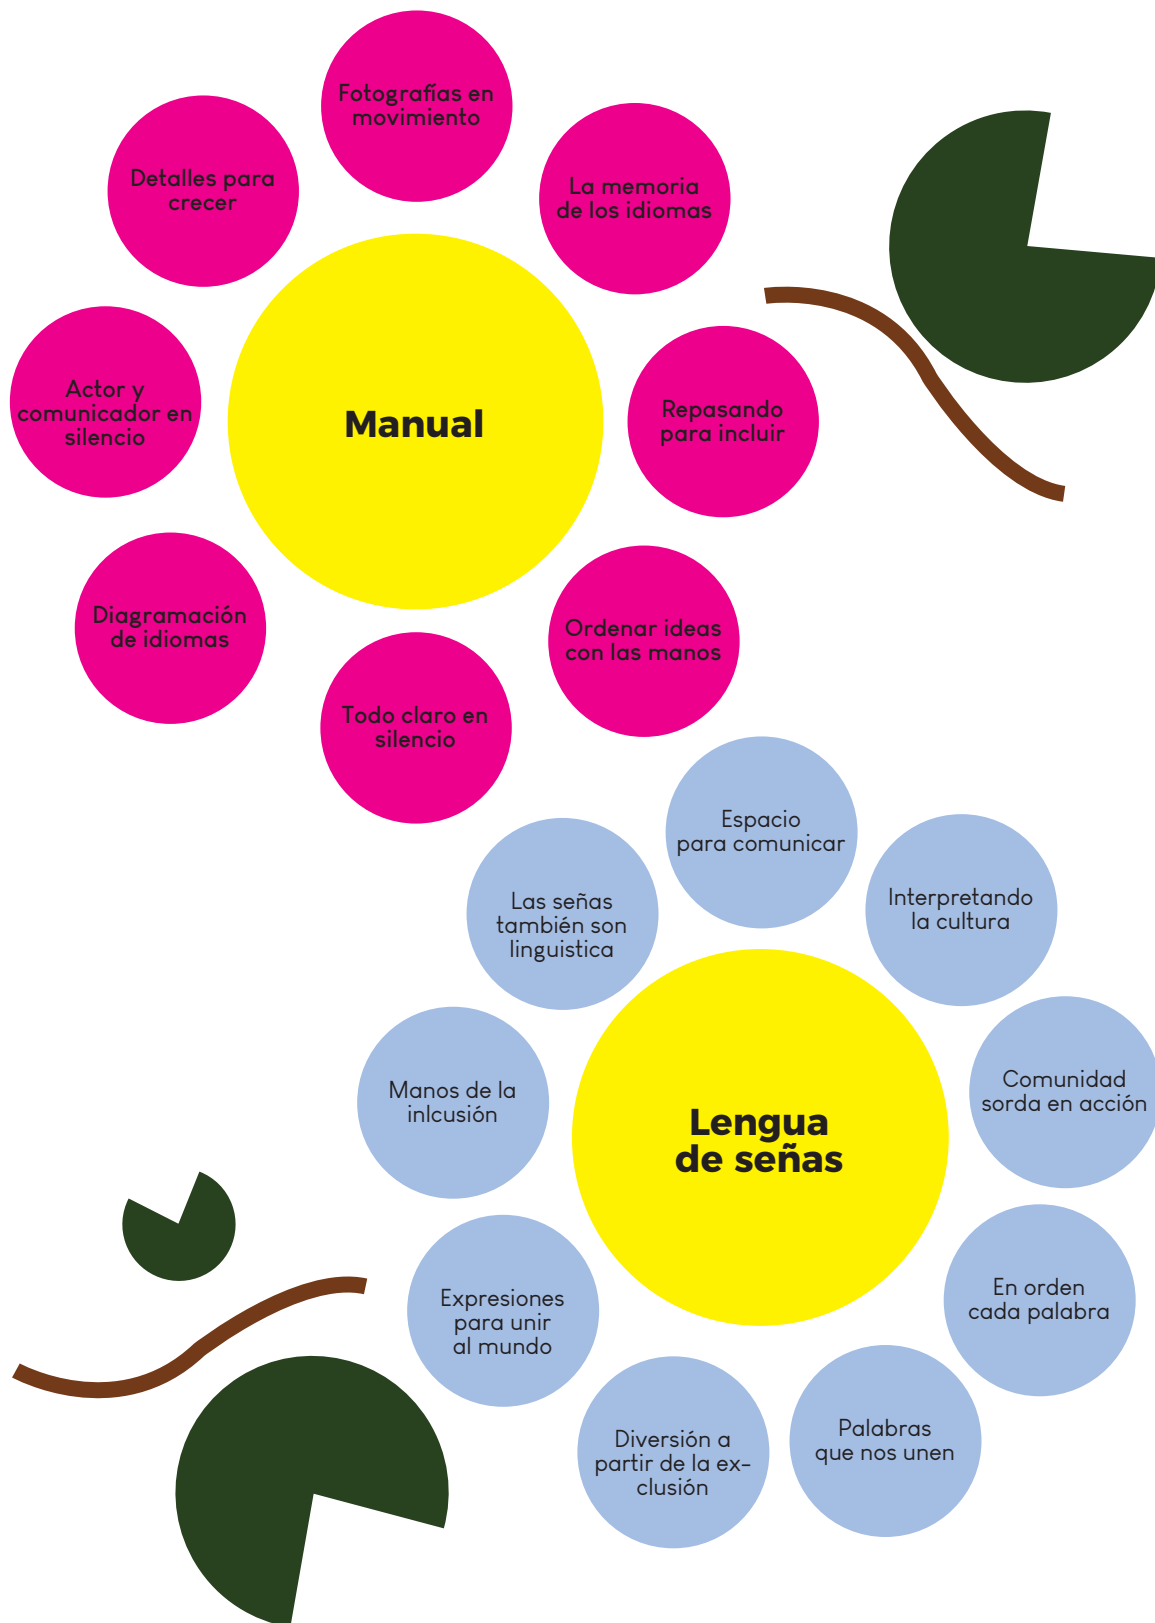 Fotografías en
movimiento
Detalles para
crecer
La memoria
de los idiomas
Actor y
comunicador en
silencio
Manual
Repasando
para incluir
Diagramación
de idiomas
Ordenar ideas
con las manos
Todo claro en
silencio
Espacio
para comunicar
Las señas
también son
linguistica
Interpretando
la cultura
Manos de la
inlcusión
Comunidad
sorda en acción
Lengua
de señas
Expresiones
para unir
al mundo
En orden
cada palabra
Diversión a
partir de la ex-
clusión
Palabras
que nos unen